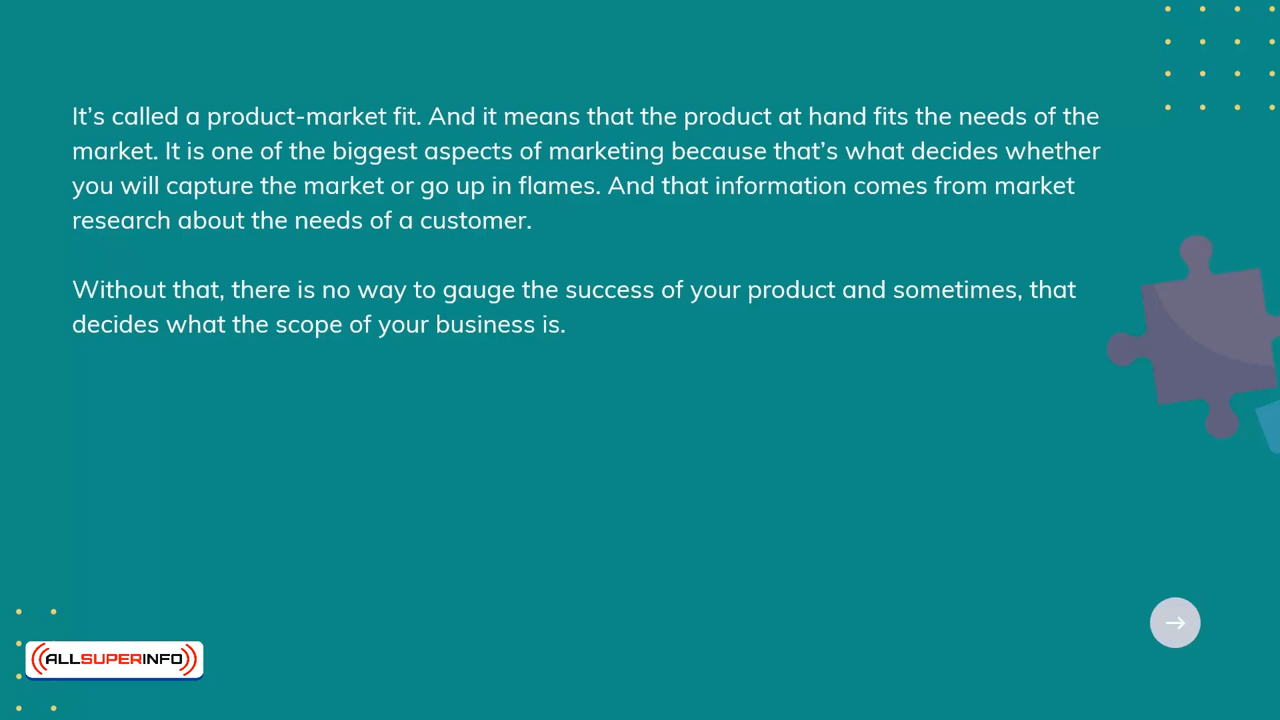 It’s called a product-market fit. And it means that the product at hand fits the needs of the
market. It is one of the biggest aspects of marketing because that’s what decides whether
you will capture the market or go up in flames. And that information comes from market
research about the needs of a customer.
Without that, there is no way to gauge the success of your product and sometimes, that
decides what the scope of your business is.
ALLSUPERINFO